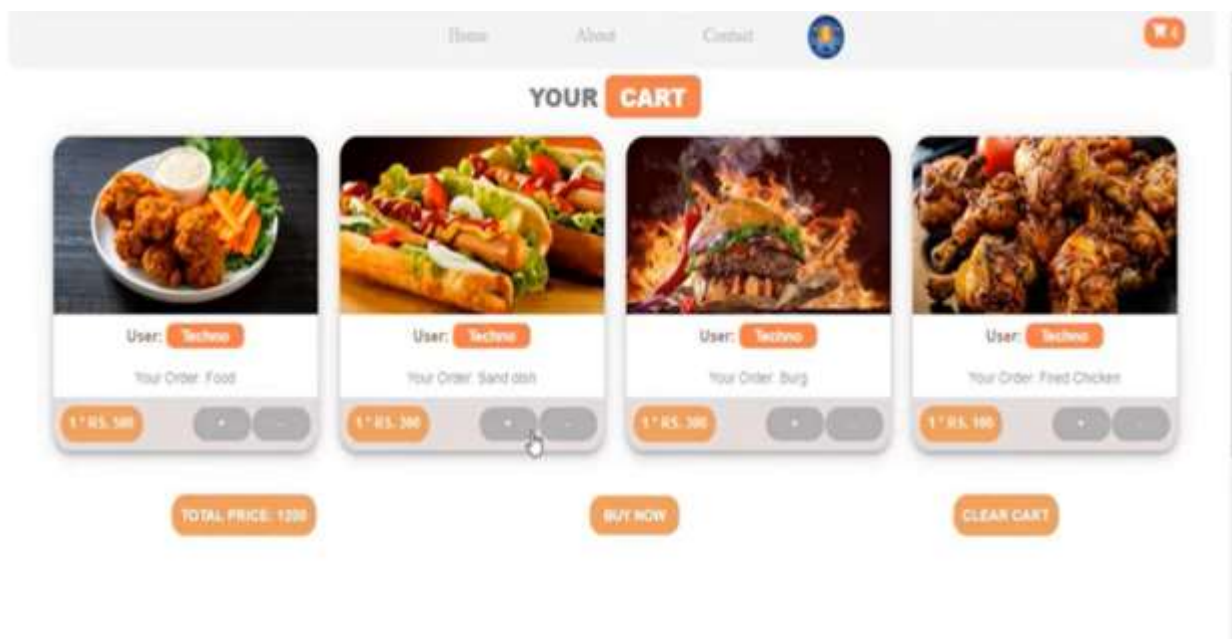 Home About Contact 4
YOUR CART
User: Techno
Your Order: Food
1 * RS. 500
+ -
User: Techno
Your Order: Sand dish
1 * RS. 300
+ -
User: Techno
Your Order: Burg
1 * RS. 300
+ -
User: Techno
Your Order: Fried Chicken
1 * RS. 100
+ -
TOTAL PRICE: 1200
BUY NOW
CLEAR CART